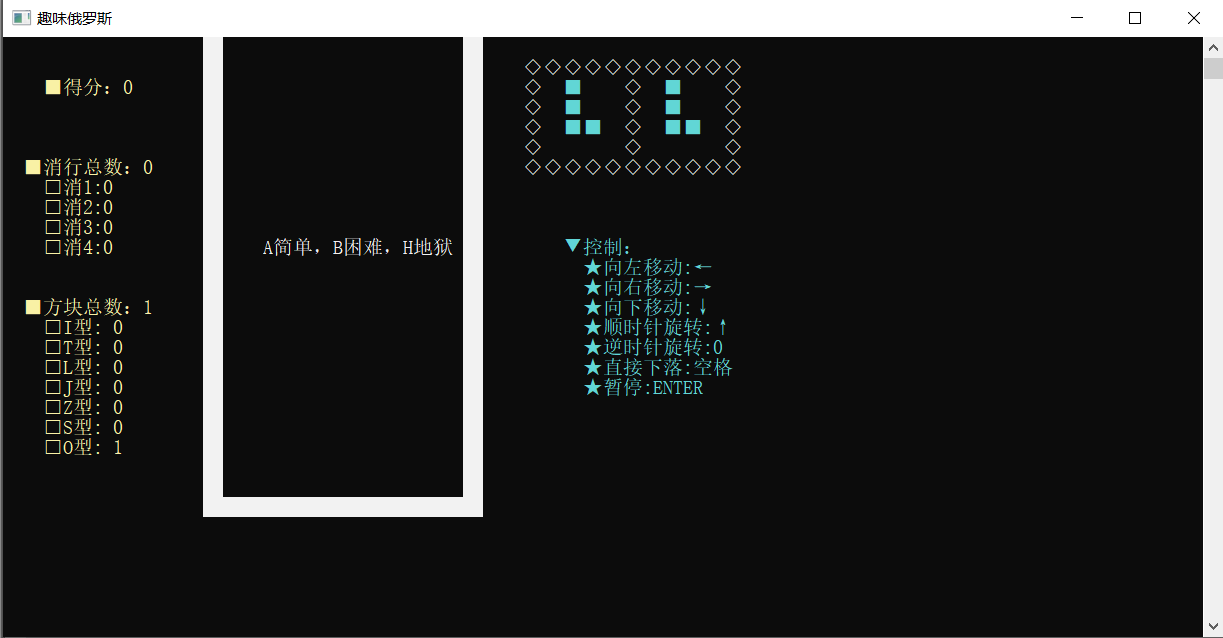 趣味俄罗斯
■得分：0
■消行总数：0
□消1:0
□消2:0
□消3:0
□消4:0
■方块总数：1
□I型: 0
□T型: 0
□L型: 0
□J型: 0
□Z型: 0
□S型: 0
□O型: 1
A简单，B困难，H地狱
▼控制：
★向左移动:←
★向右移动:→
★向下移动:↓
★顺时针旋转:↑
★逆时针旋转:0
★直接下落:空格
★暂停:ENTER